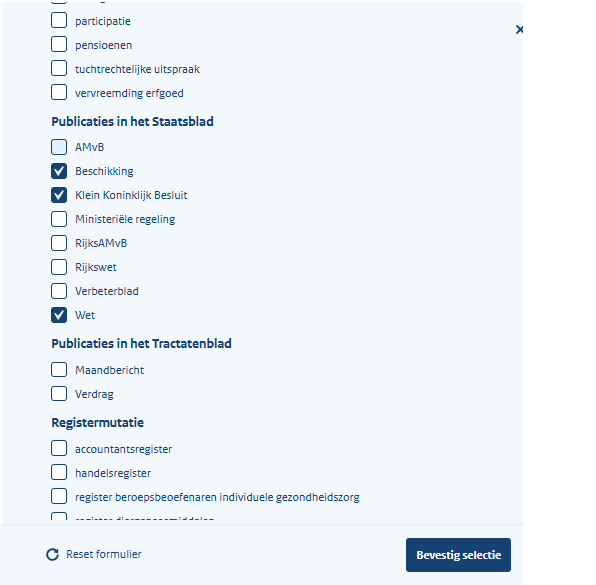 participatie
pensioenen
tuchtrechtelijke uitspraak
vervreemding erfgoed
Publicaties in het Staatsblad
AMvB
Beschikking
Klein Koninklijk Besluit
Ministeriële regeling
RijksAMvB
Rijkswet
Verbeterblad
Wet
Publicaties in het Tractatenblad
Maandbericht
Verdrag
Registermutatie
accountantsregister
handelsregister
register beroepsbeoefenaren individuele gezondheidszorg
register diergeneesmiddelen
Reset formulier
Bevestig selectie